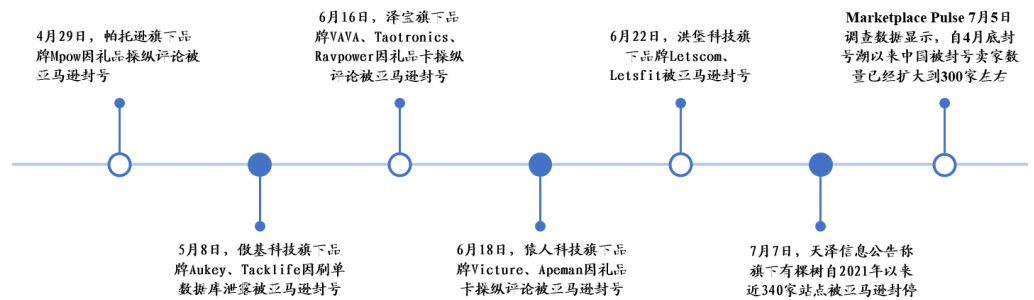 4月29日，帕托逊旗下品
牌Mpow因礼品操纵评论被
亚马逊封号
6月16日，泽宝旗下品
牌VAVA、Taotronics、
Ravpower因礼品卡操纵
评论被亚马逊封号
6月22日，洪堡科技旗
下品牌Letscom、
Letsfit被亚马逊封号
Marketplace Pulse 7月5日
调查数据显示，自4月底封
号潮以来中国被封号卖家数
量已经扩大到300家左右
5月8日，傲基科技旗下品
牌Aukey、Tacklife因刷单
数据库泄露被亚马逊封号
6月18日，猿人科技旗下品
牌Victure、Apeman因礼品
卡操纵评论被亚马逊封号
7月7日，天泽信息公告称
旗下有棵树自2021年以来
近340家站点被亚马逊封停